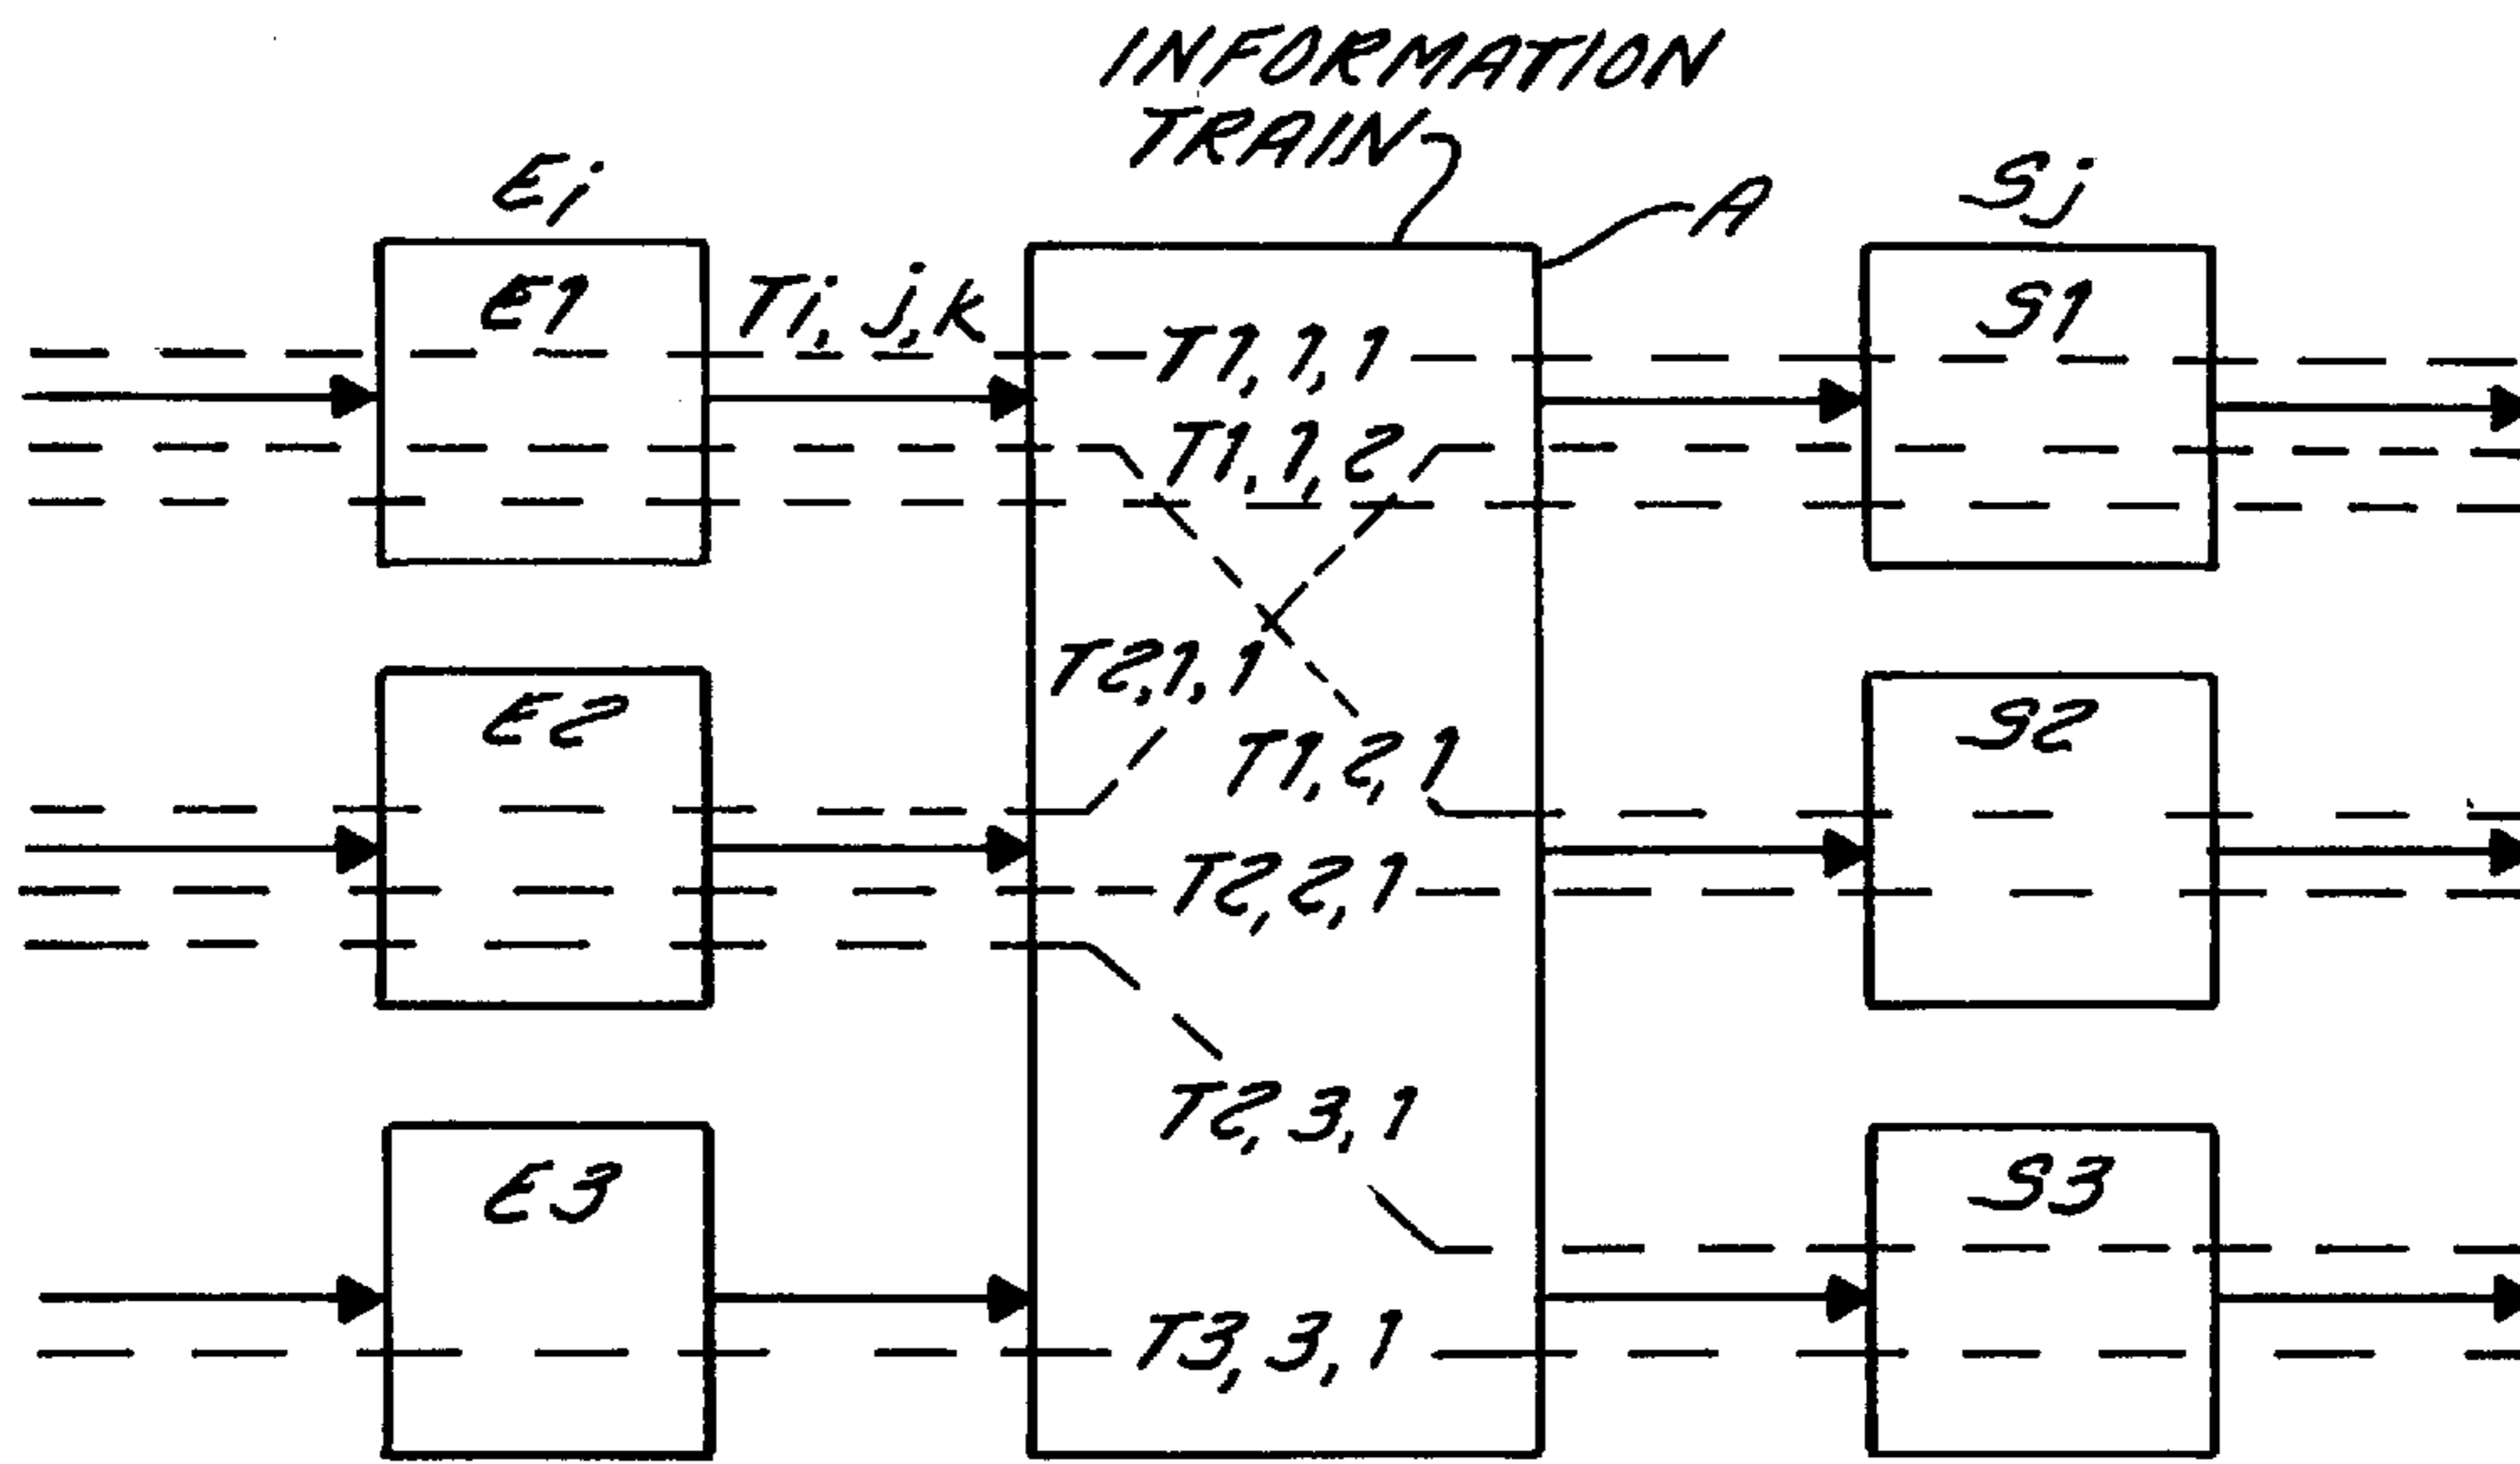 INFORMATION
TRAIN
A
Ei
Sj
E1
Ti,j,k
T1,1,1
T1,1,2
S1
T2,1,1
E2
T1,2,1
S2
T2,2,1
T2,3,1
E3
S3
T3,3,1